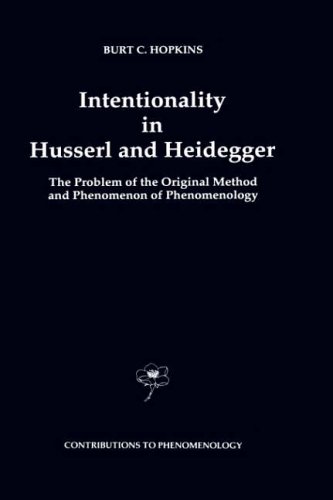 BURT C. HOPKINS
Intentionality
in
Husserl and Heidegger
The Problem of the Original Method
and Phenomenon of Phenomenology
CONTRIBUTIONS TO PHENOMENOLOGY